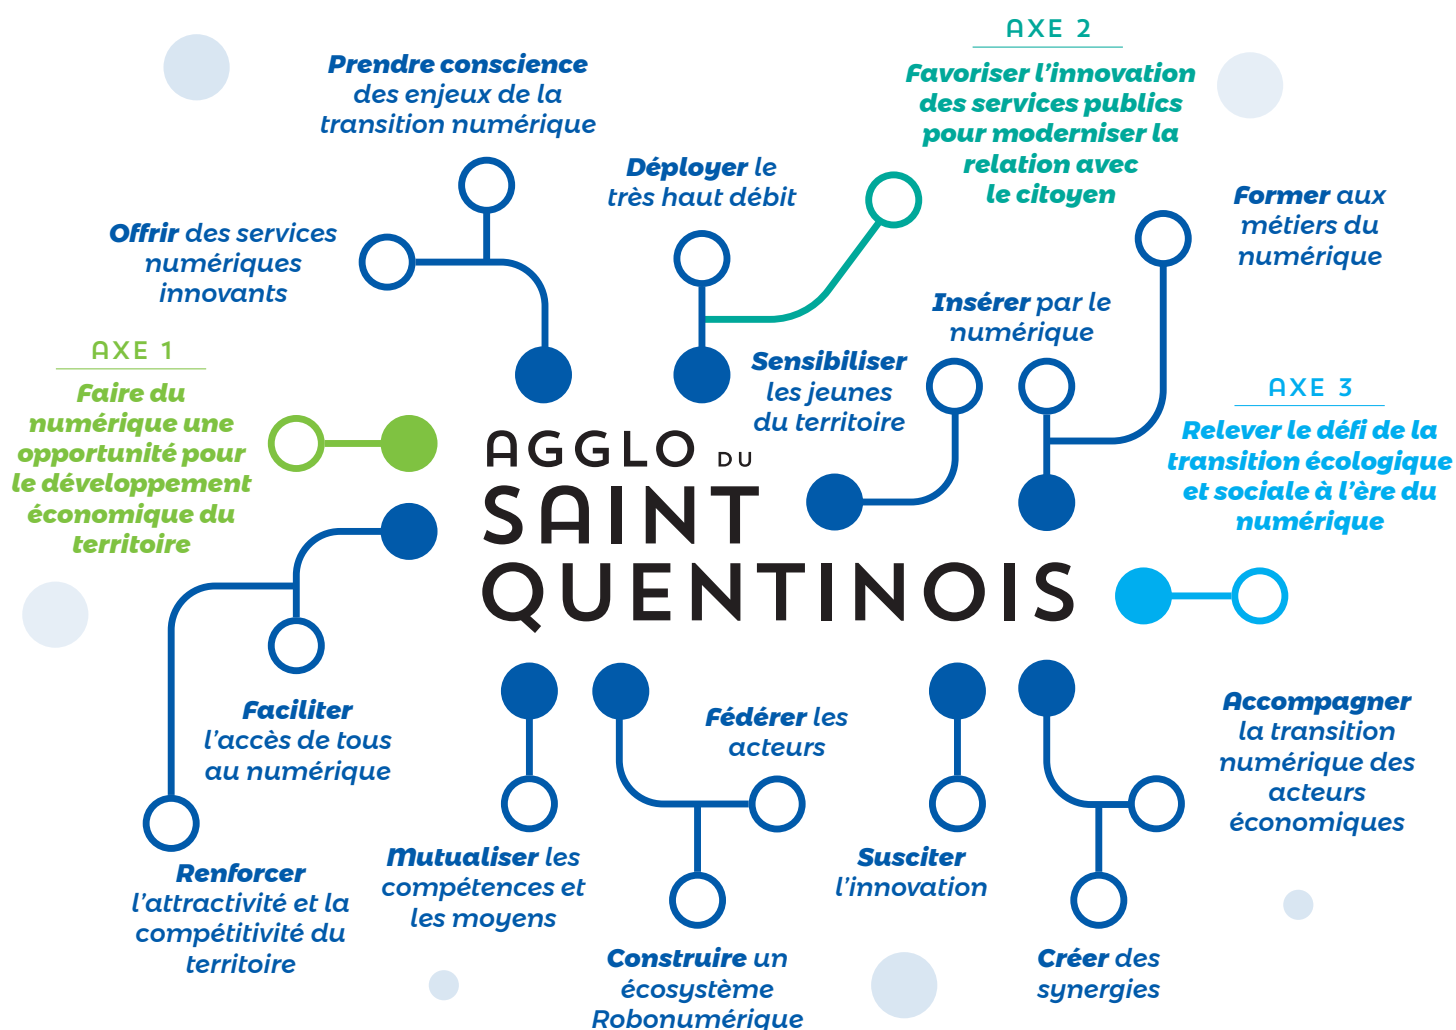 AXE 2
Favoriser l'innovation
des services publics
pour moderniser la
relation avec
le citoyen
Prendre conscience
des enjeux de la
transition numérique
Déployer le
très haut débit
Former aux
métiers du
numérique
Offrir des services
numériques
innovants
Insérer par le
numérique
AXE 1
Faire du
numérique une
opportunité pour
le développement
économique du
territoire
Sensibiliser
les jeunes
du territoire
AXE 3
Relever le défi de la
transition écologique
et sociale à l'ère du
numérique
AGGLO DU
SAINT
QUENTINOIS
Faciliter
l'accès de tous
au numérique
Fédérer les
acteurs
Accompagner
la transition
numérique des
acteurs
économiques
Renforcer
l'attractivité et la
compétitivité du
territoire
Mutualiser les
compétences et
les moyens
Susciter
l'innovation
Construire un
écosystème
Robonumérique
Créer des
synergies